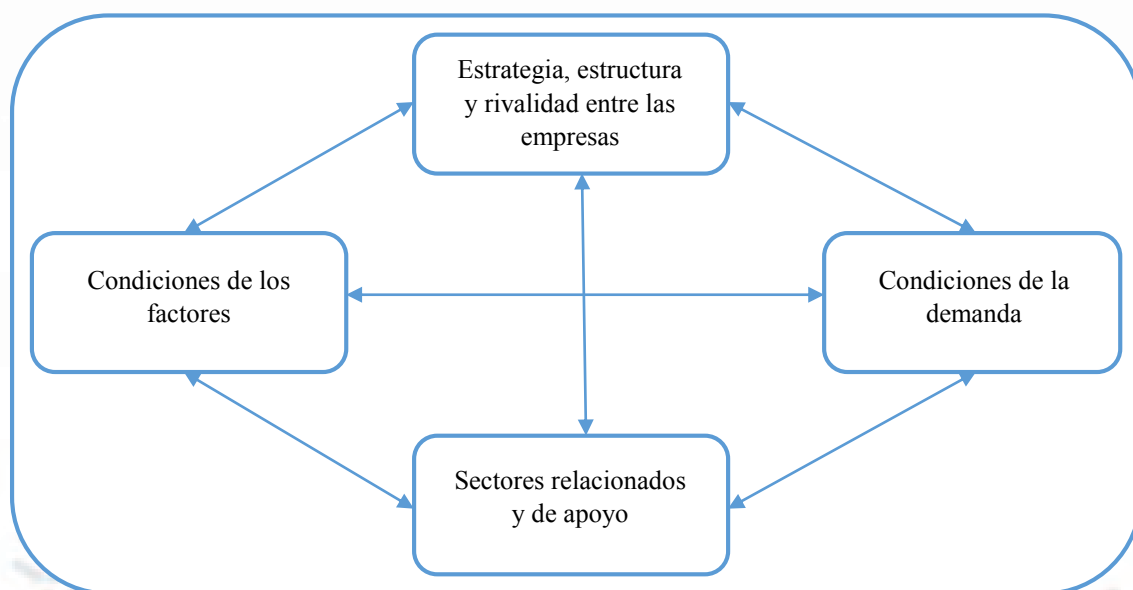 Estrategia, estructura
y rivalidad entre las
empresas
Condiciones de los
factores
Condiciones de la
demanda
Sectores relacionados
y de apoyo